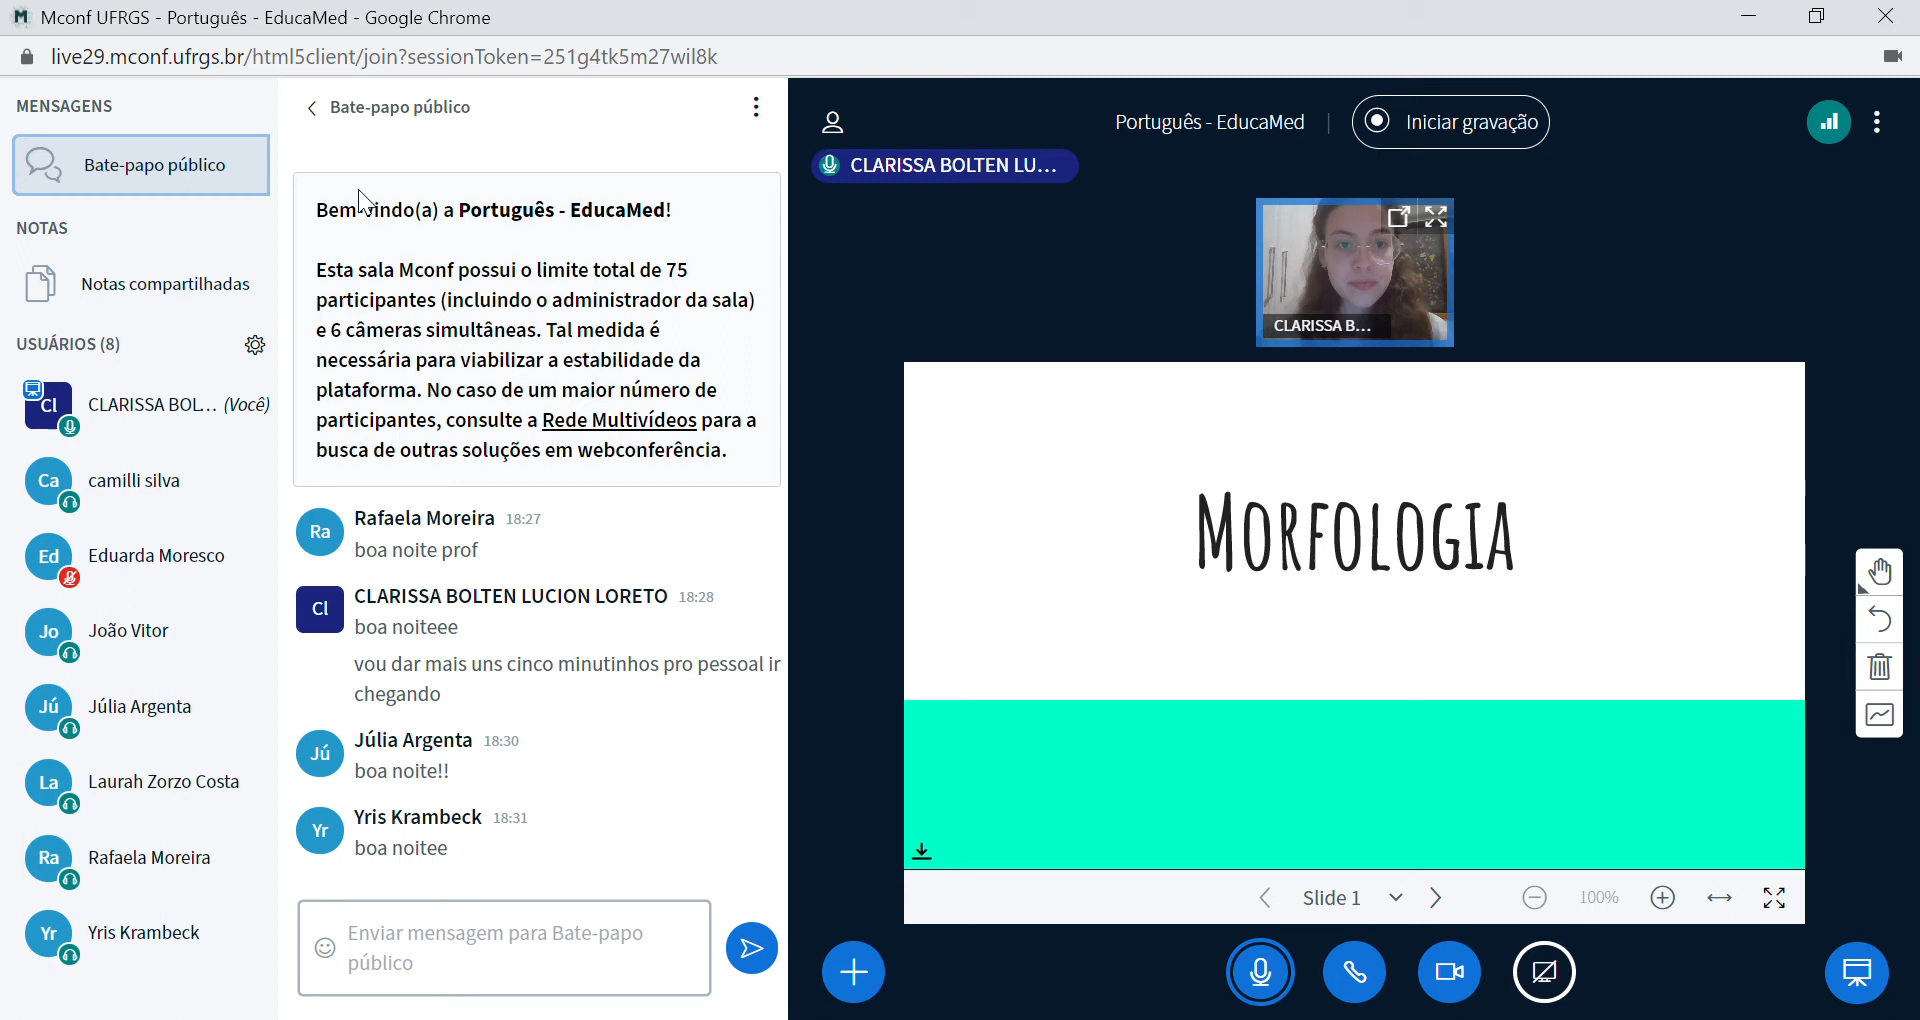 Mconf UFRGS - Português - EducaMed - Google Chrome
live29.mconf.ufrgs.br/html5client/join?sessionToken=251g4tk5m27wil8k
MENSAGENS
Bate-papo público
NOTAS
Notas compartilhadas
USUÁRIOS (8)
Cl
CLARISSA BOL... (Você)
Ca
camilli silva
Ed
Eduarda Moresco
Jo
João Vitor
Jú
Júlia Argenta
La
Laurah Zorzo Costa
Ra
Rafaela Moreira
Yr
Yris Krambeck
Bate-papo público
Bem-vindo(a) a Português - EducaMed!
Esta sala Mconf possui o limite total de 75
participantes (incluindo o administrador da sala)
e 6 câmeras simultâneas. Tal medida é
necessária para viabilizar a estabilidade da
plataforma. No caso de um maior número de
participantes, consulte a Rede Multivídeos para a
busca de outras soluções em webconferência.
Ra
Rafaela Moreira 18:27
boa noite prof
Cl
CLARISSA BOLTEN LUCION LORETO 18:28
boa noiteee
vou dar mais uns cinco minutinhos pro pessoal ir
chegando
Jú
Júlia Argenta 18:30
boa noite!!
Yr
Yris Krambeck 18:31
boa noitee
Enviar mensagem para Bate-papo
público
Português - EducaMed
Iniciar gravação
CLARISSA BOLTEN LU...
CLARISSA B...
MORFOLOGIA
Slide 1
100%